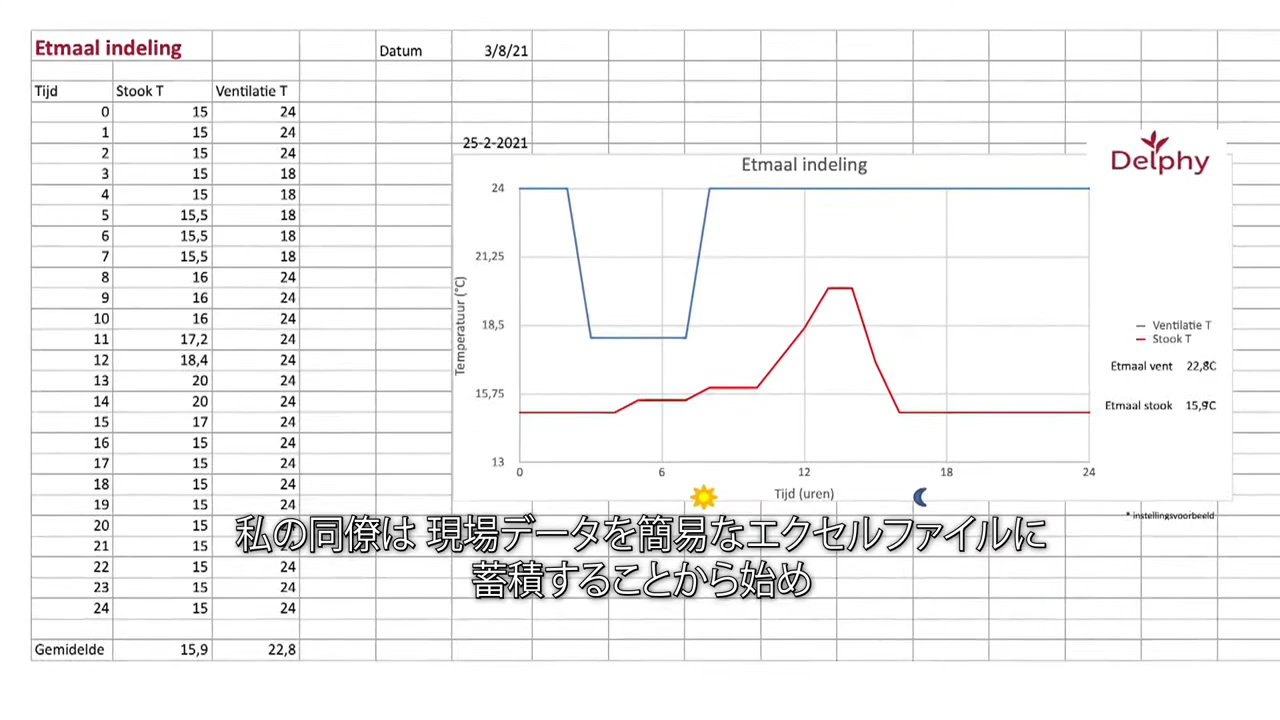 Etmaal indeling
Datum 3/8/21
Tijd Stook T Ventilatie T
0 15 24
1 15 24
2 15 24
3 15 18
4 15 18
5 15,5 18
6 15,5 18
7 15,5 18
8 16 24
9 16 24
10 16 24
11 17,2 24
12 18,4 24
13 20 24
14 20 24
15 17 24
16 15 24
17 15 24
18 15 24
19 15 24
20 15 24
21 15 24
22 15 24
23 15 24
24 15 24
Gemidelde 15,9 22,8
25-2-2021
Etmaal indeling
Delphy
24
21,25
18,5
15,75
13
Temperatuur (°C)
0 6 12 18 24
Tijd (uren)
Ventilatie T
Stook T
Etmaal vent 22,8°C
Etmaal stook 15,9°C
* instellingsvoorbeeld
私の同僚は 現場データを簡易なエクセルファイルに
蓄積することから始め